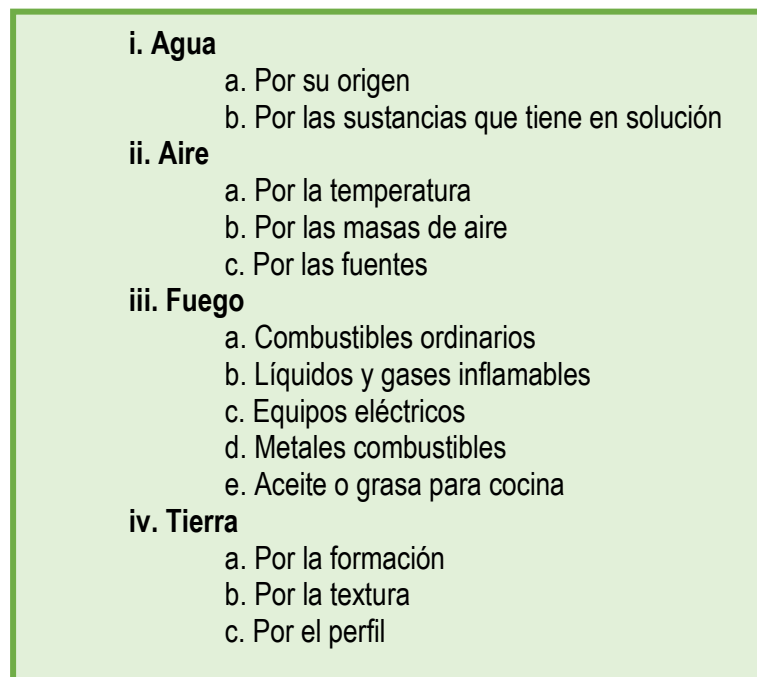 i. Agua
a. Por su origen
b. Por las sustancias que tiene en solución
ii. Aire
a. Por la temperatura
b. Por las masas de aire
c. Por las fuentes
iii. Fuego
a. Combustibles ordinarios
b. Líquidos y gases inflamables
c. Equipos eléctricos
d. Metales combustibles
e. Aceite o grasa para cocina
iv. Tierra
a. Por la formación
b. Por la textura
c. Por el perfil